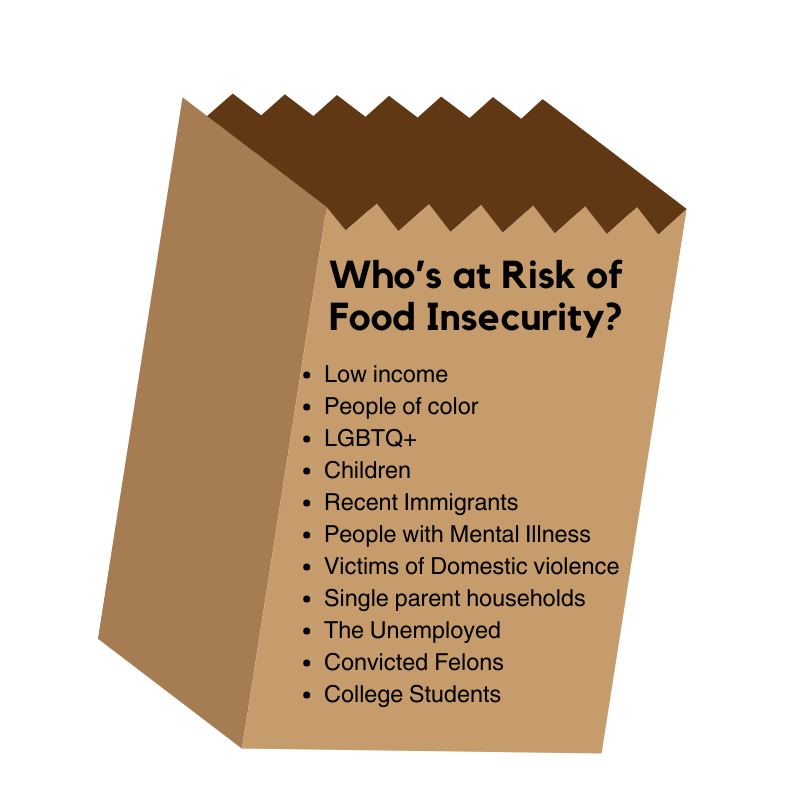 Who’s at Risk of
Food Insecurity?
• Low income
• People of color
• LGBTQ+
• Children
• Recent Immigrants
• People with Mental Illness
• Victims of Domestic violence
• Single parent households
• The Unemployed
• Convicted Felons
• College Students